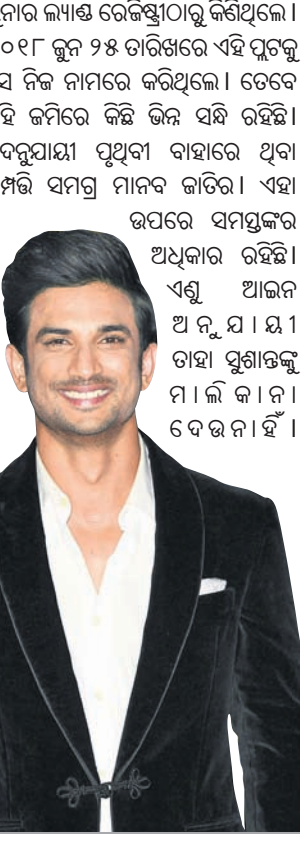 ନାର ଲ୍ୟାଣ୍ଡ ରେଜିଷ୍ଟ୍ରୀଠାରୁ କିଣିଥିଲେ ।
୦୧୮ ଜୁନ ୨୫ ତାରିଖରେ ଏହି ପ୍ଲଟକୁ
ସ ନିଜ ନାମରେ କରିଥିଲେ । ତେବେ
ହି ଜମିରେ କିଛି ଭିନ୍ନ ସନ୍ଧି ରହିଛି ।
ଦନୁଯାୟୀ ପୃଥିବୀ ବାହାରେ ଥିବା
ମ୍ପତ୍ତି ସମଗ୍ର ମାନବ ଜାତିର । ଏହା
ଉପରେ ସମସ୍ତଙ୍କର
ଅଧିକାର ରହିଛି ।
ଏଣୁ ଆଇନ
ଅନୁଯାୟୀ
ତାହା ସୁଶାନ୍ତଙ୍କୁ
ମାଲିକାନା
ଦେଉନାହିଁ ।